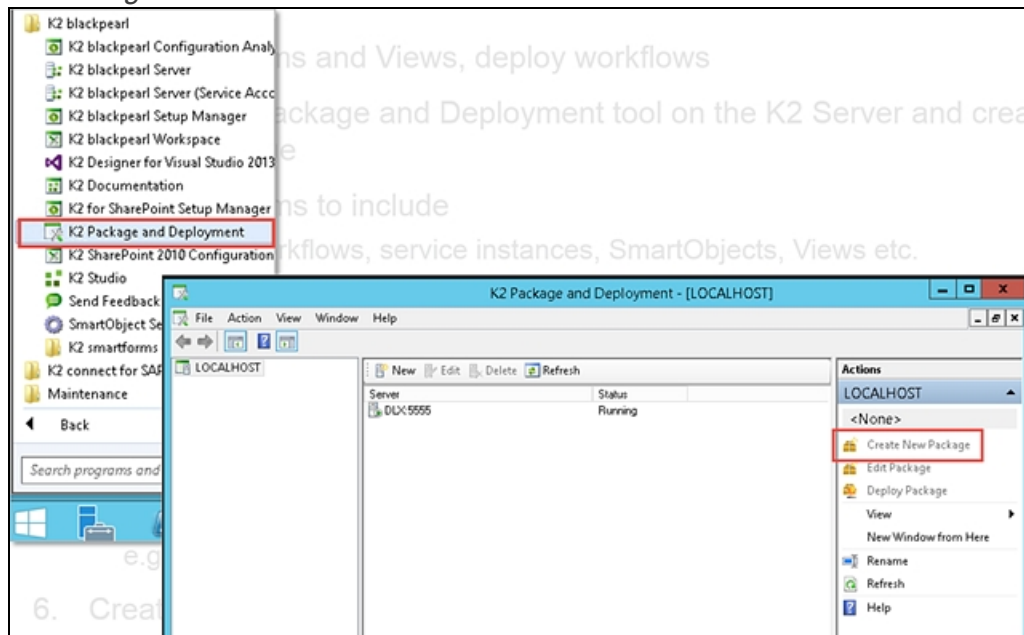 K2 blackpearl
K2 blackpearl Configuration Analy
K2 blackpearl Server
K2 blackpearl Server (Service Acco
K2 blackpearl Setup Manager
K2 blackpearl Workspace
K2 Designer for Visual Studio 2013
K2 Documentation
K2 for SharePoint Setup Manager
K2 Package and Deployment
K2 SharePoint 2010 Configuration
K2 Studio
Send Feedback
SmartObject Se
K2 smartforms
K2 connect for SAP
Maintenance
Back
Search programs and
ns and Views, deploy workflows
ackage and Deployment tool on the K2 Server and crea
e
ns to include
rkflows, service instances, SmartObjects, Views etc.
e.g
6. Creat
K2 Package and Deployment - [LOCALHOST]
File Action View Window Help
LOCALHOST
New Edit Delete Refresh
Server Status
DLX:5555 Running
Actions
LOCALHOST
<None>
Create New Package
Edit Package
Deploy Package
View
New Window from Here
Rename
Refresh
Help